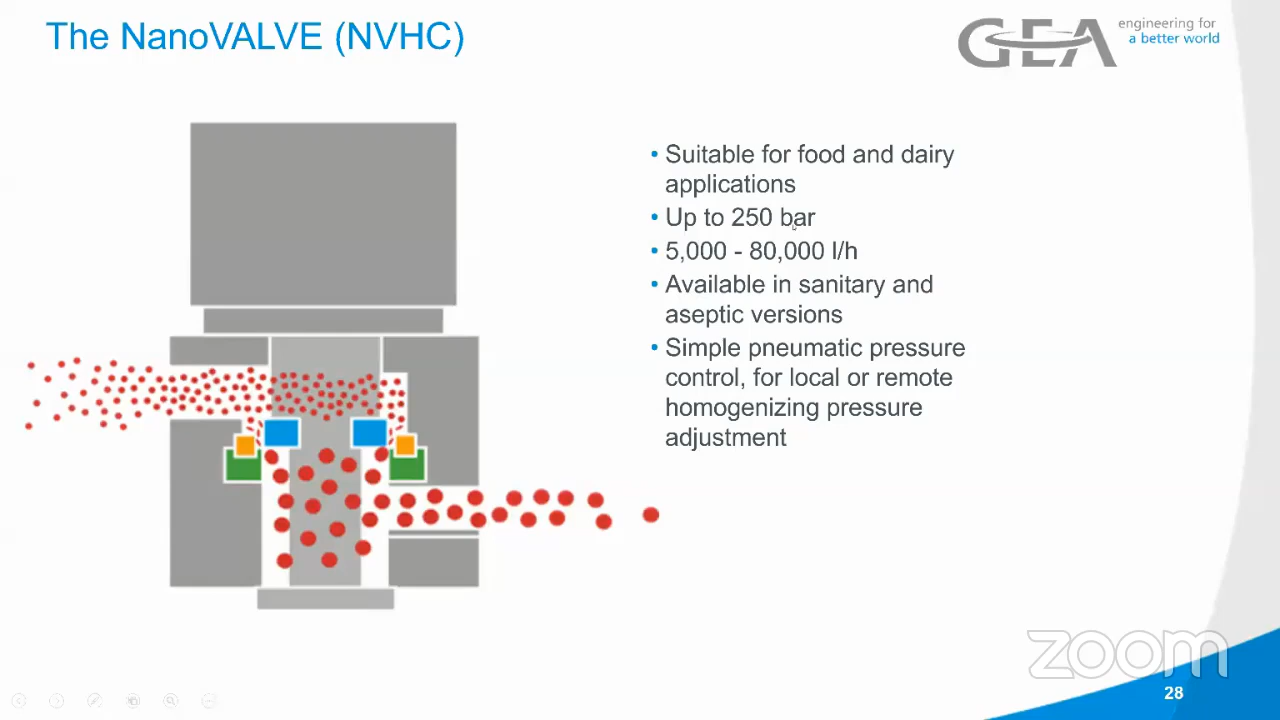 The NanoVALVE (NVHC)
GEA
engineering for
a better world
• Suitable for food and dairy
applications
• Up to 250 bar
• 5,000 - 80,000 l/h
• Available in sanitary and
aseptic versions
• Simple pneumatic pressure
control, for local or remote
homogenizing pressure
adjustment
zoom
28